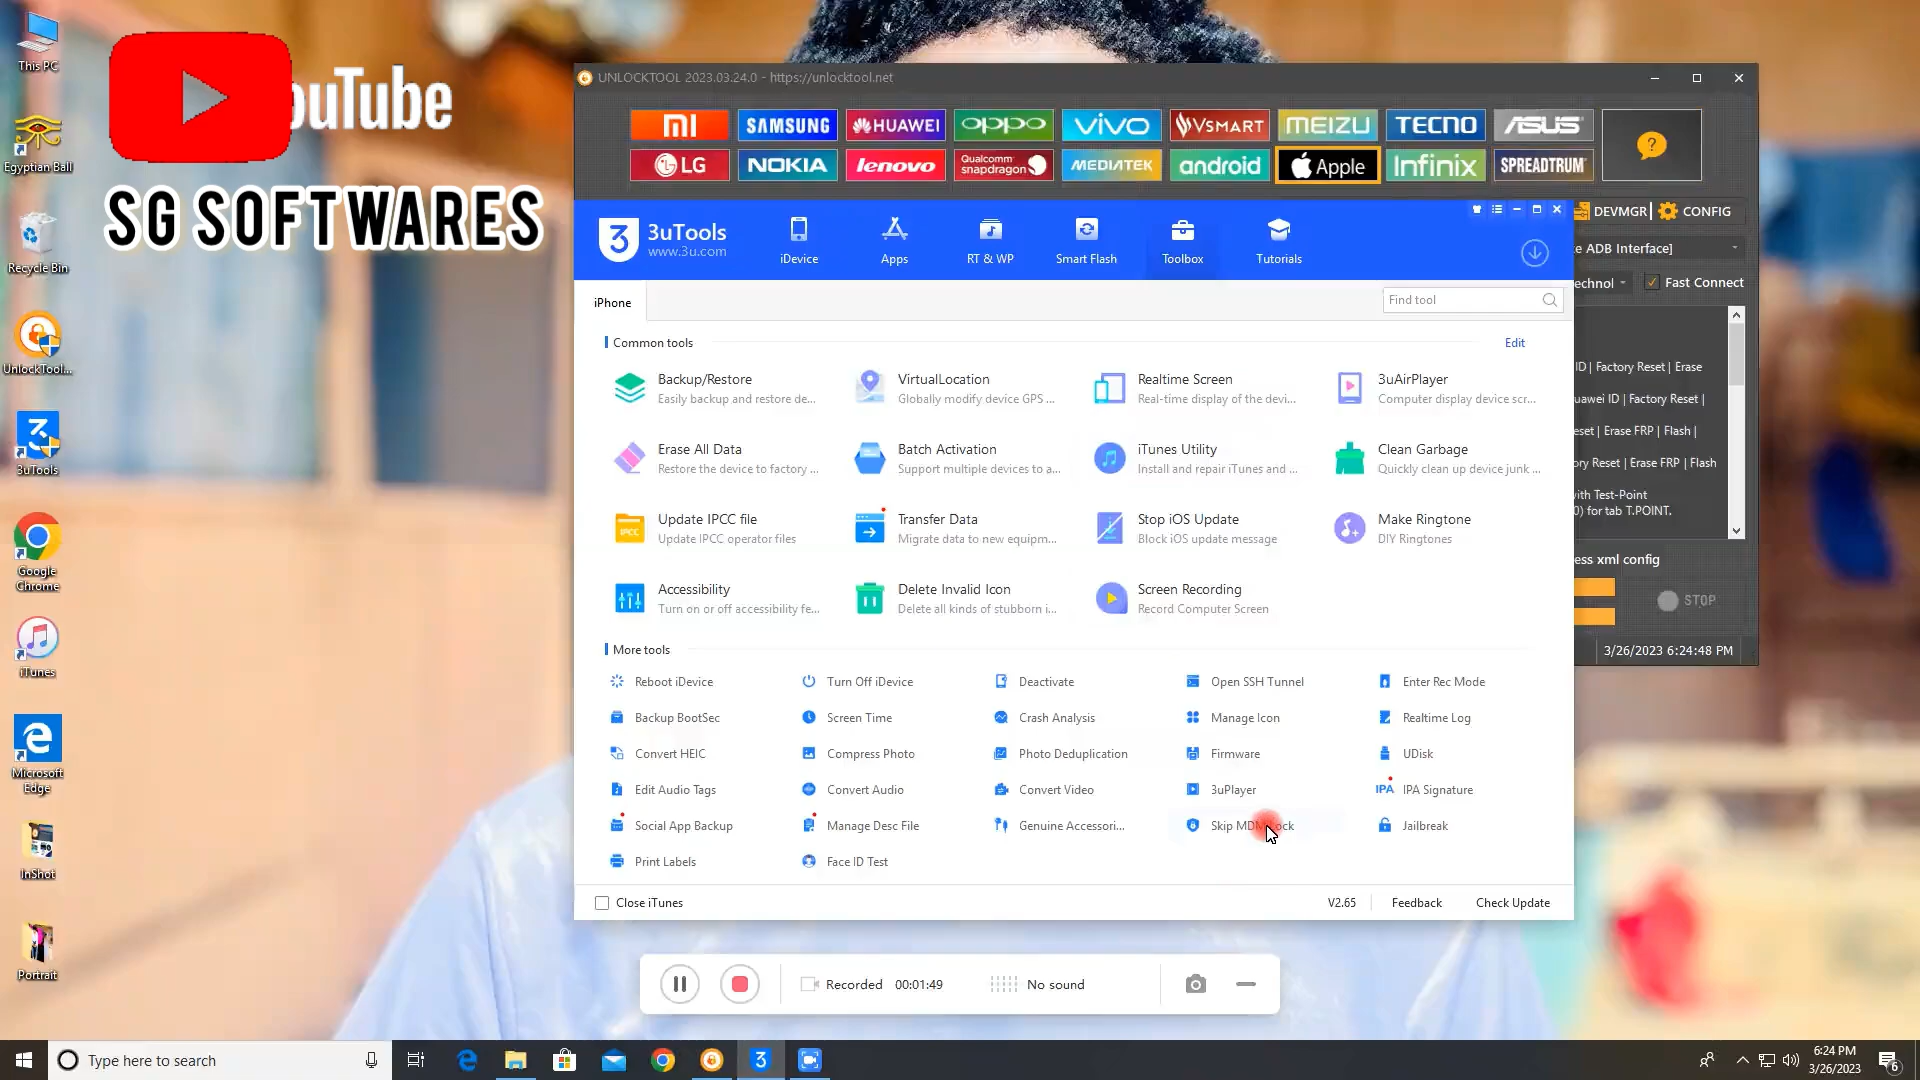 This PC
Egyptian Ball
Recycle Bin
UnlockTool...
3uTools
Google
Chrome
iTunes
Microsoft
Edge
InShot
Portrait
ouTube
SG SOFTWARES
UNLOCKTOOL 2023.03.24.0 - https://unlocktool.net
MI SAMSUNG HUAWEI OPPO vivo VSMART MEIZU TECNO ASUS
LG NOKIA lenovo Qualcomm snapdragon MEDIATEK android Apple Infinix SPREADTRUM
?
DEVMGR | CONFIG
e ADB Interface]
echnol Fast Connect
ID | Factory Reset | Erase
uawei ID | Factory Reset |
eset | Erase FRP | Flash |
ory Reset | Erase FRP | Flash
with Test-Point
0) for tab T.POINT.
ess xml config
STOP
3/26/2023 6:24:48 PM
3 3uTools
www.3u.com
iDevice Apps RT & WP Smart Flash Toolbox Tutorials
iPhone
Find tool
Common tools
Edit
Backup/Restore
Easily backup and restore de...
VirtualLocation
Globally modify device GPS ...
Realtime Screen
Real-time display of the devi...
3uAirPlayer
Computer display device scr...
Erase All Data
Restore the device to factory ...
Batch Activation
Support multiple devices to a...
iTunes Utility
Install and repair iTunes and ...
Clean Garbage
Quickly clean up device junk ...
IPCC
Update IPCC file
Update IPCC operator files
Transfer Data
Migrate data to new equipm...
Stop iOS Update
Block iOS update message
Make Ringtone
DIY Ringtones
Accessibility
Turn on or off accessibility fe...
Delete Invalid Icon
Delete all kinds of stubborn i...
Screen Recording
Record Computer Screen
More tools
Reboot iDevice Turn Off iDevice Deactivate Open SSH Tunnel Enter Rec Mode
Backup BootSec Screen Time Crash Analysis Manage Icon Realtime Log
Convert HEIC Compress Photo Photo Deduplication Firmware UDisk
Edit Audio Tags Convert Audio Convert Video 3uPlayer IPA IPA Signature
Social App Backup Manage Desc File Genuine Accessori... Skip MDM Lock Jailbreak
Print Labels Face ID Test
Close iTunes
V2.65 Feedback Check Update
Recorded 00:01:49 No sound
Type here to search
6:24 PM
3/26/2023
6